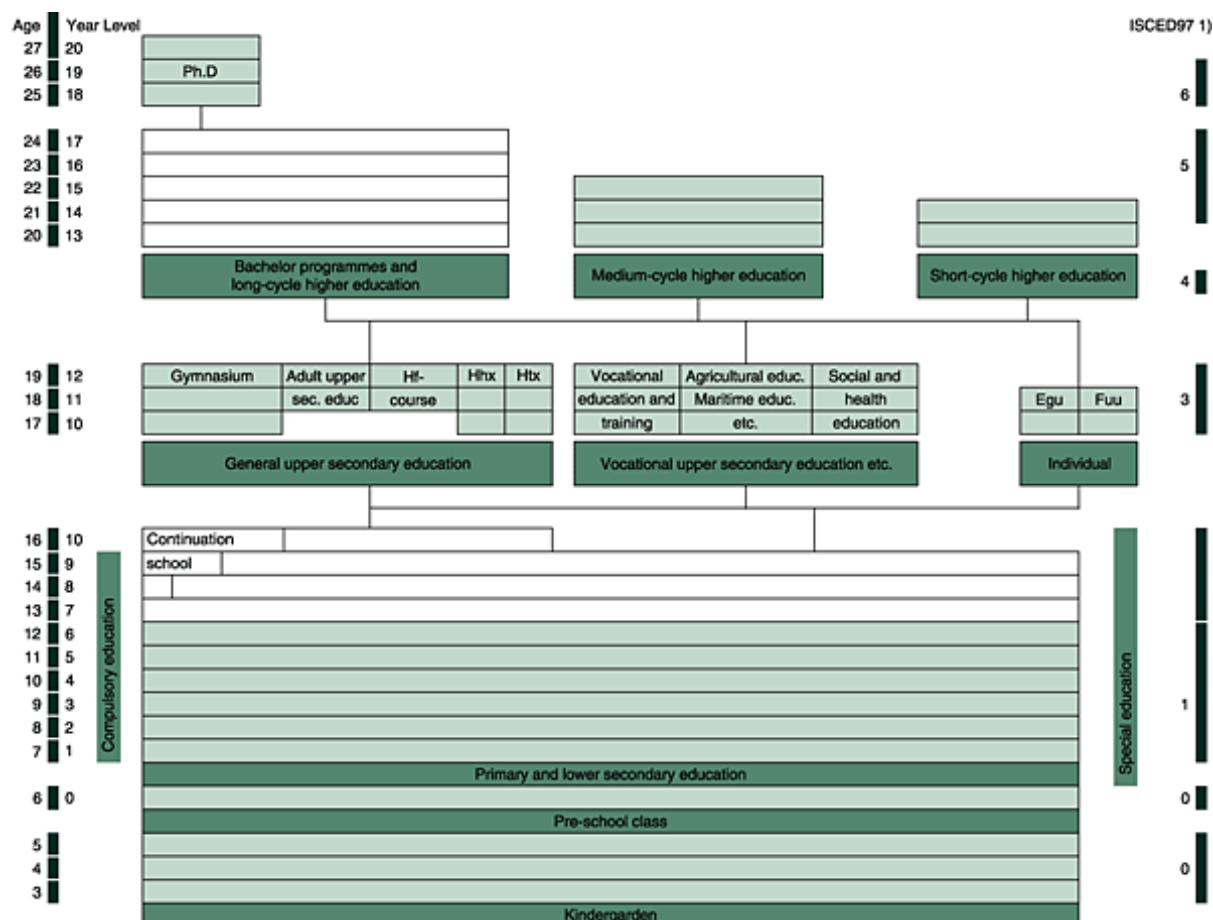 Age Year Level ISCED97 1)
27 20
26 19 Ph.D
25 18 6
24 17
23 16 5
22 15
21 14
20 13
Bachelor programmes and
long-cycle higher education
Medium-cycle higher education
Short-cycle higher education
4
19 12 Gymnasium Adult upper Hf- Hhx Htx Vocational Agricultural educ. Social and
18 11 sec. educ course education and Maritime educ. health Egu Fuu 3
17 10 training etc. education
General upper secondary education Vocational upper secondary education etc. Individual
16 10 Continuation
15 9 school
14 8
13 7
12 6
11 5
10 4
9 3 1
8 2
7 1
Compulsory education
Special education
Primary and lower secondary education
6 0 0
Pre-school class
5
4 0
3
Kindergarden